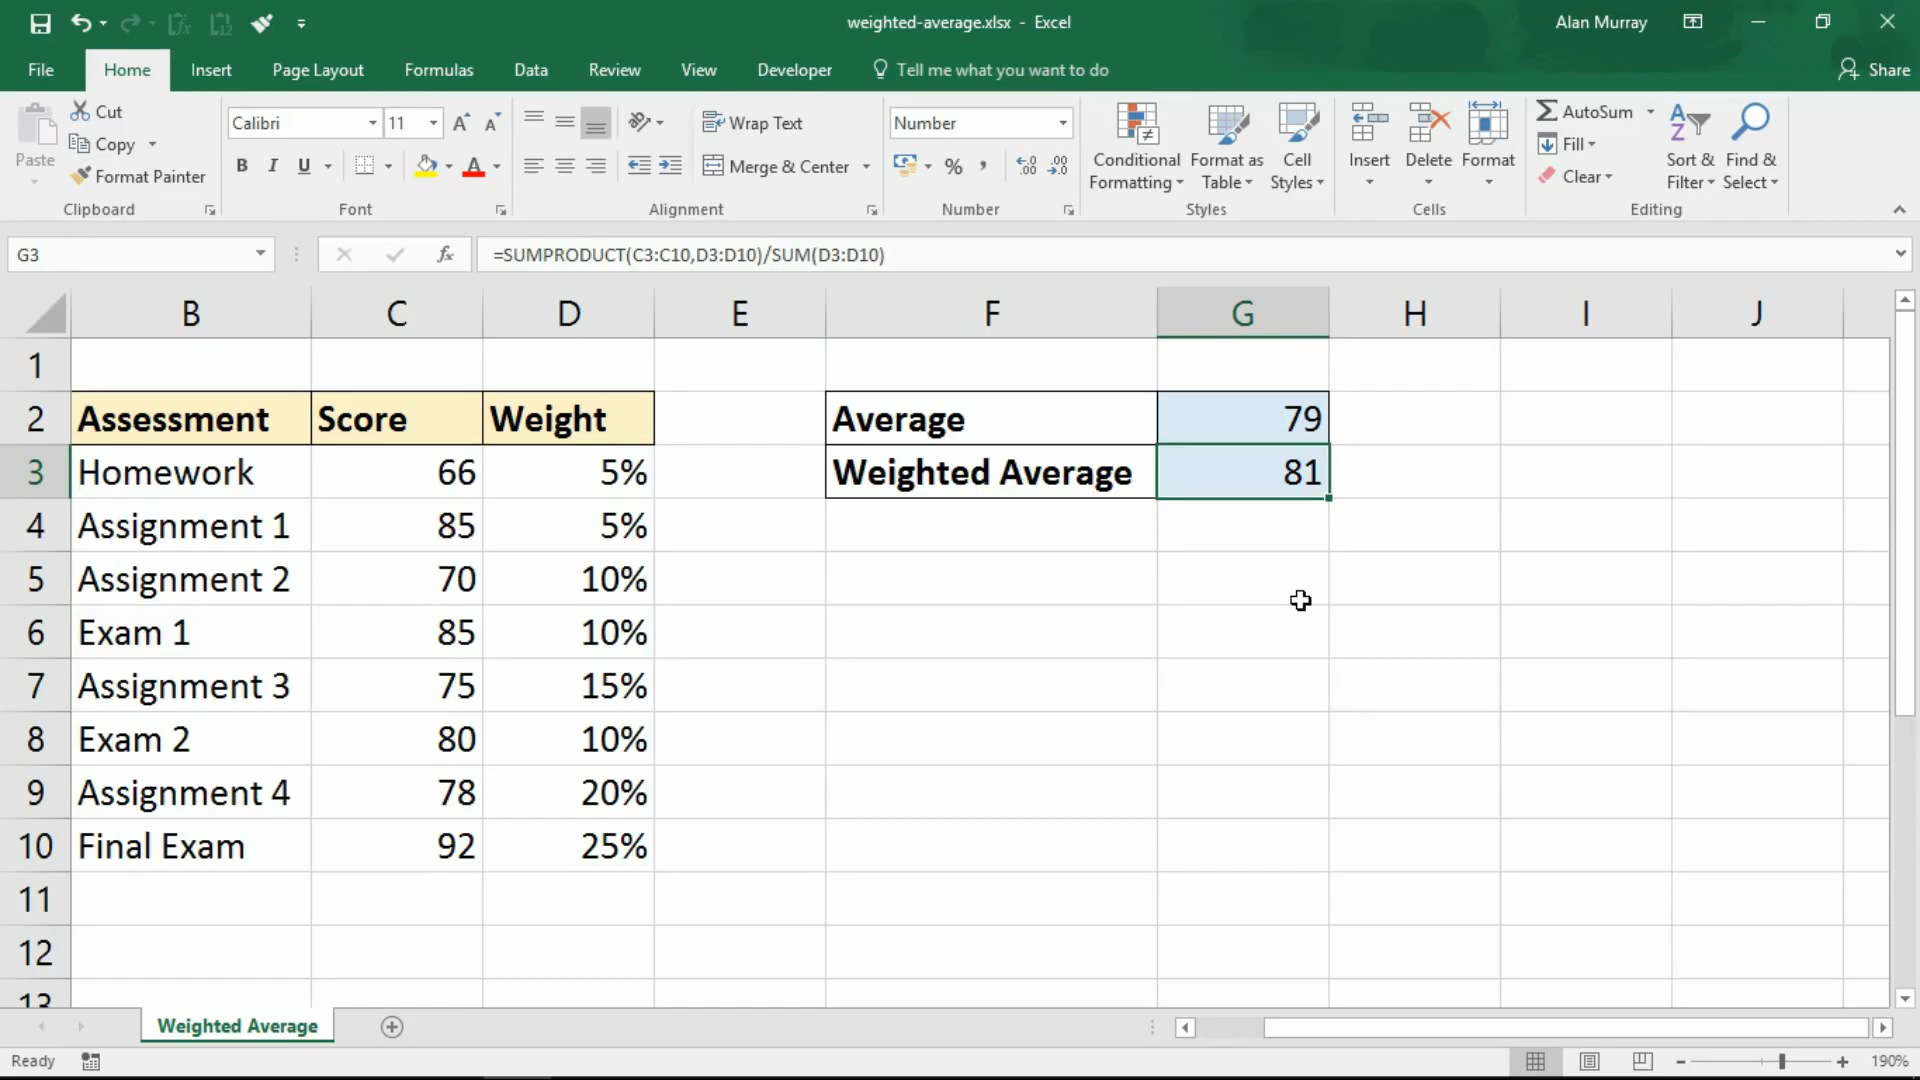 weighted-average.xlsx - Excel
Alan Murray
File Home Insert Page Layout Formulas Data Review View Developer Tell me what you want to do Share
Paste
Cut
Copy
Format Painter
Clipboard
Calibri 11
B I U A
Font
Wrap Text
Merge & Center
Alignment
Number
% ,
Number
Conditional Formatting
Format as Table
Cell Styles
Styles
Insert Delete Format
Cells
AutoSum
Fill
Clear
Sort & Filter
Find & Select
Editing
G3 fx =SUMPRODUCT(C3:C10,D3:D10)/SUM(D3:D10)
B C D E F G H I J
1
2 Assessment Score Weight Average 79
3 Homework 66 5% Weighted Average 81
4 Assignment 1 85 5%
5 Assignment 2 70 10%
6 Exam 1 85 10%
7 Assignment 3 75 15%
8 Exam 2 80 10%
9 Assignment 4 78 20%
10 Final Exam 92 25%
11
12
13
Weighted Average
Ready 190%